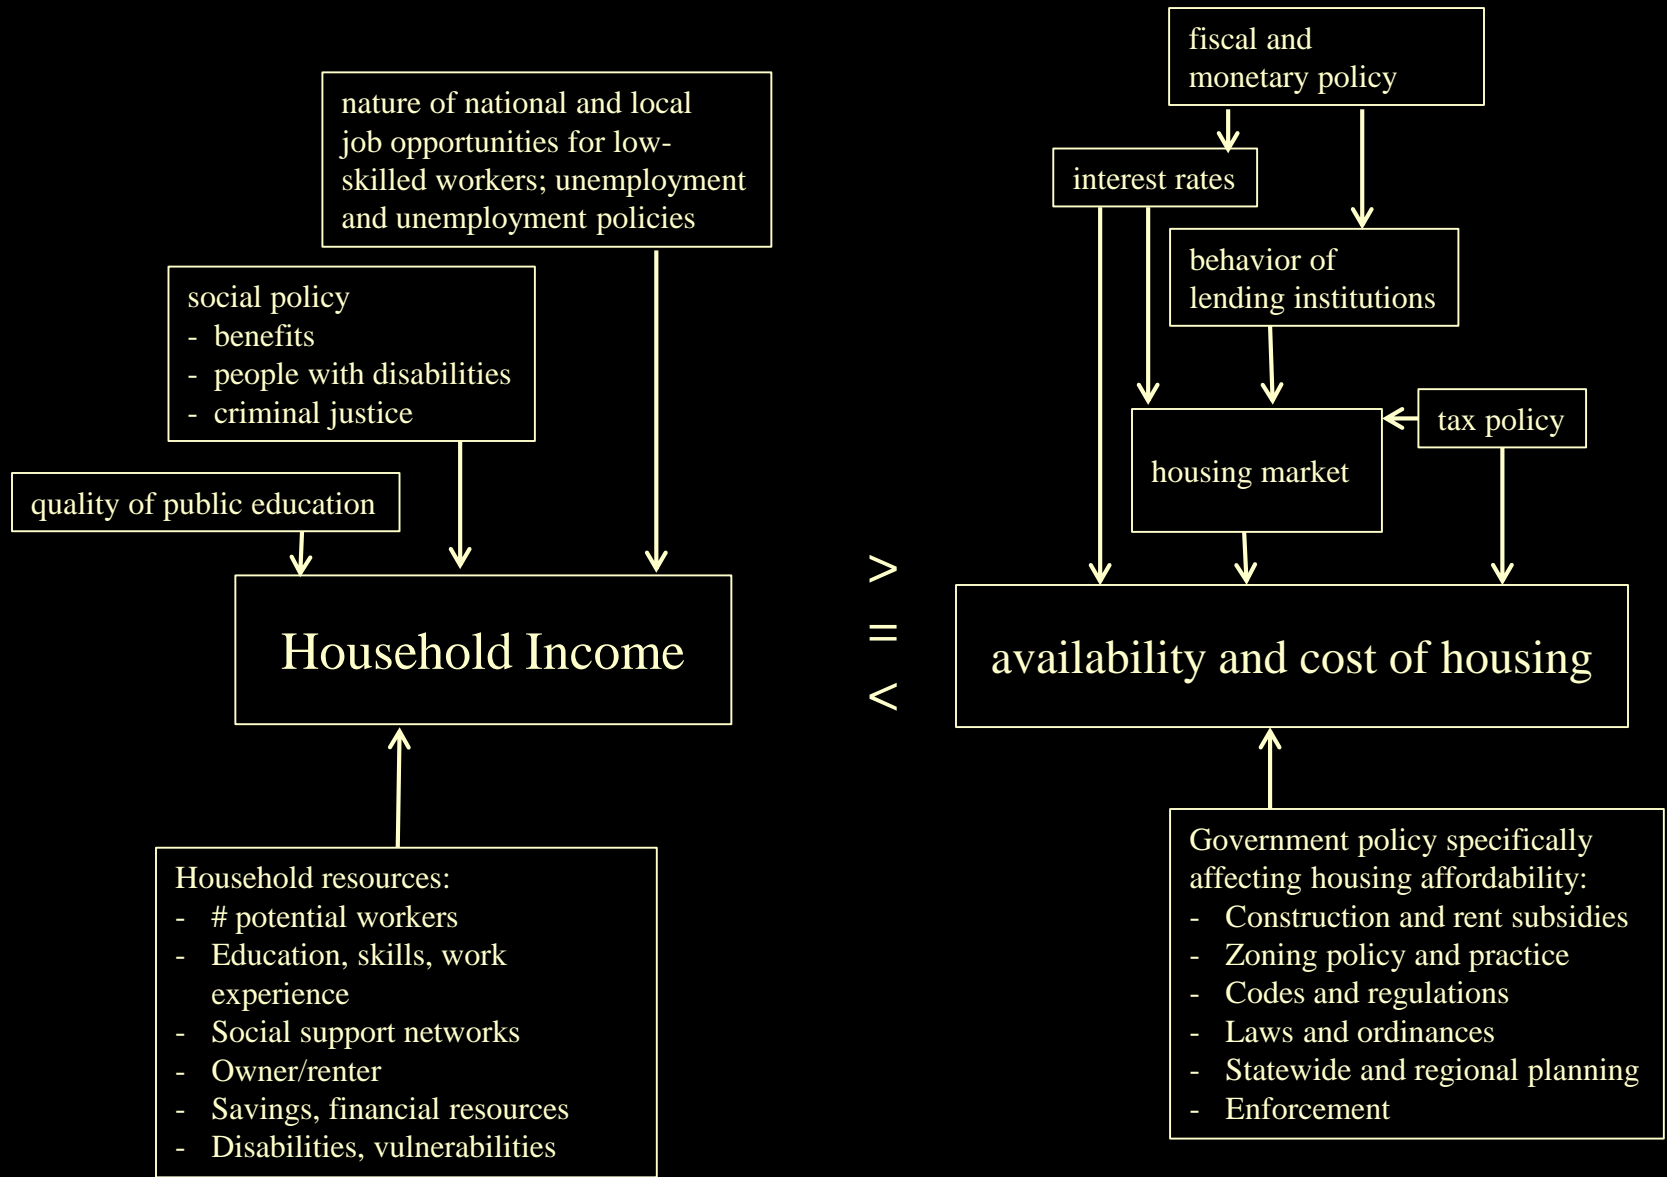 fiscal and
monetary policy
nature of national and local
job opportunities for low-
skilled workers; unemployment
and unemployment policies
interest rates
behavior of
lending institutions
social policy
- benefits
- people with disabilities
- criminal justice
tax policy
housing market
quality of public education
>
=
<
Household Income
availability and cost of housing
Household resources:
- # potential workers
- Education, skills, work
experience
- Social support networks
- Owner/renter
- Savings, financial resources
- Disabilities, vulnerabilities
Government policy specifically
affecting housing affordability:
- Construction and rent subsidies
- Zoning policy and practice
- Codes and regulations
- Laws and ordinances
- Statewide and regional planning
- Enforcement